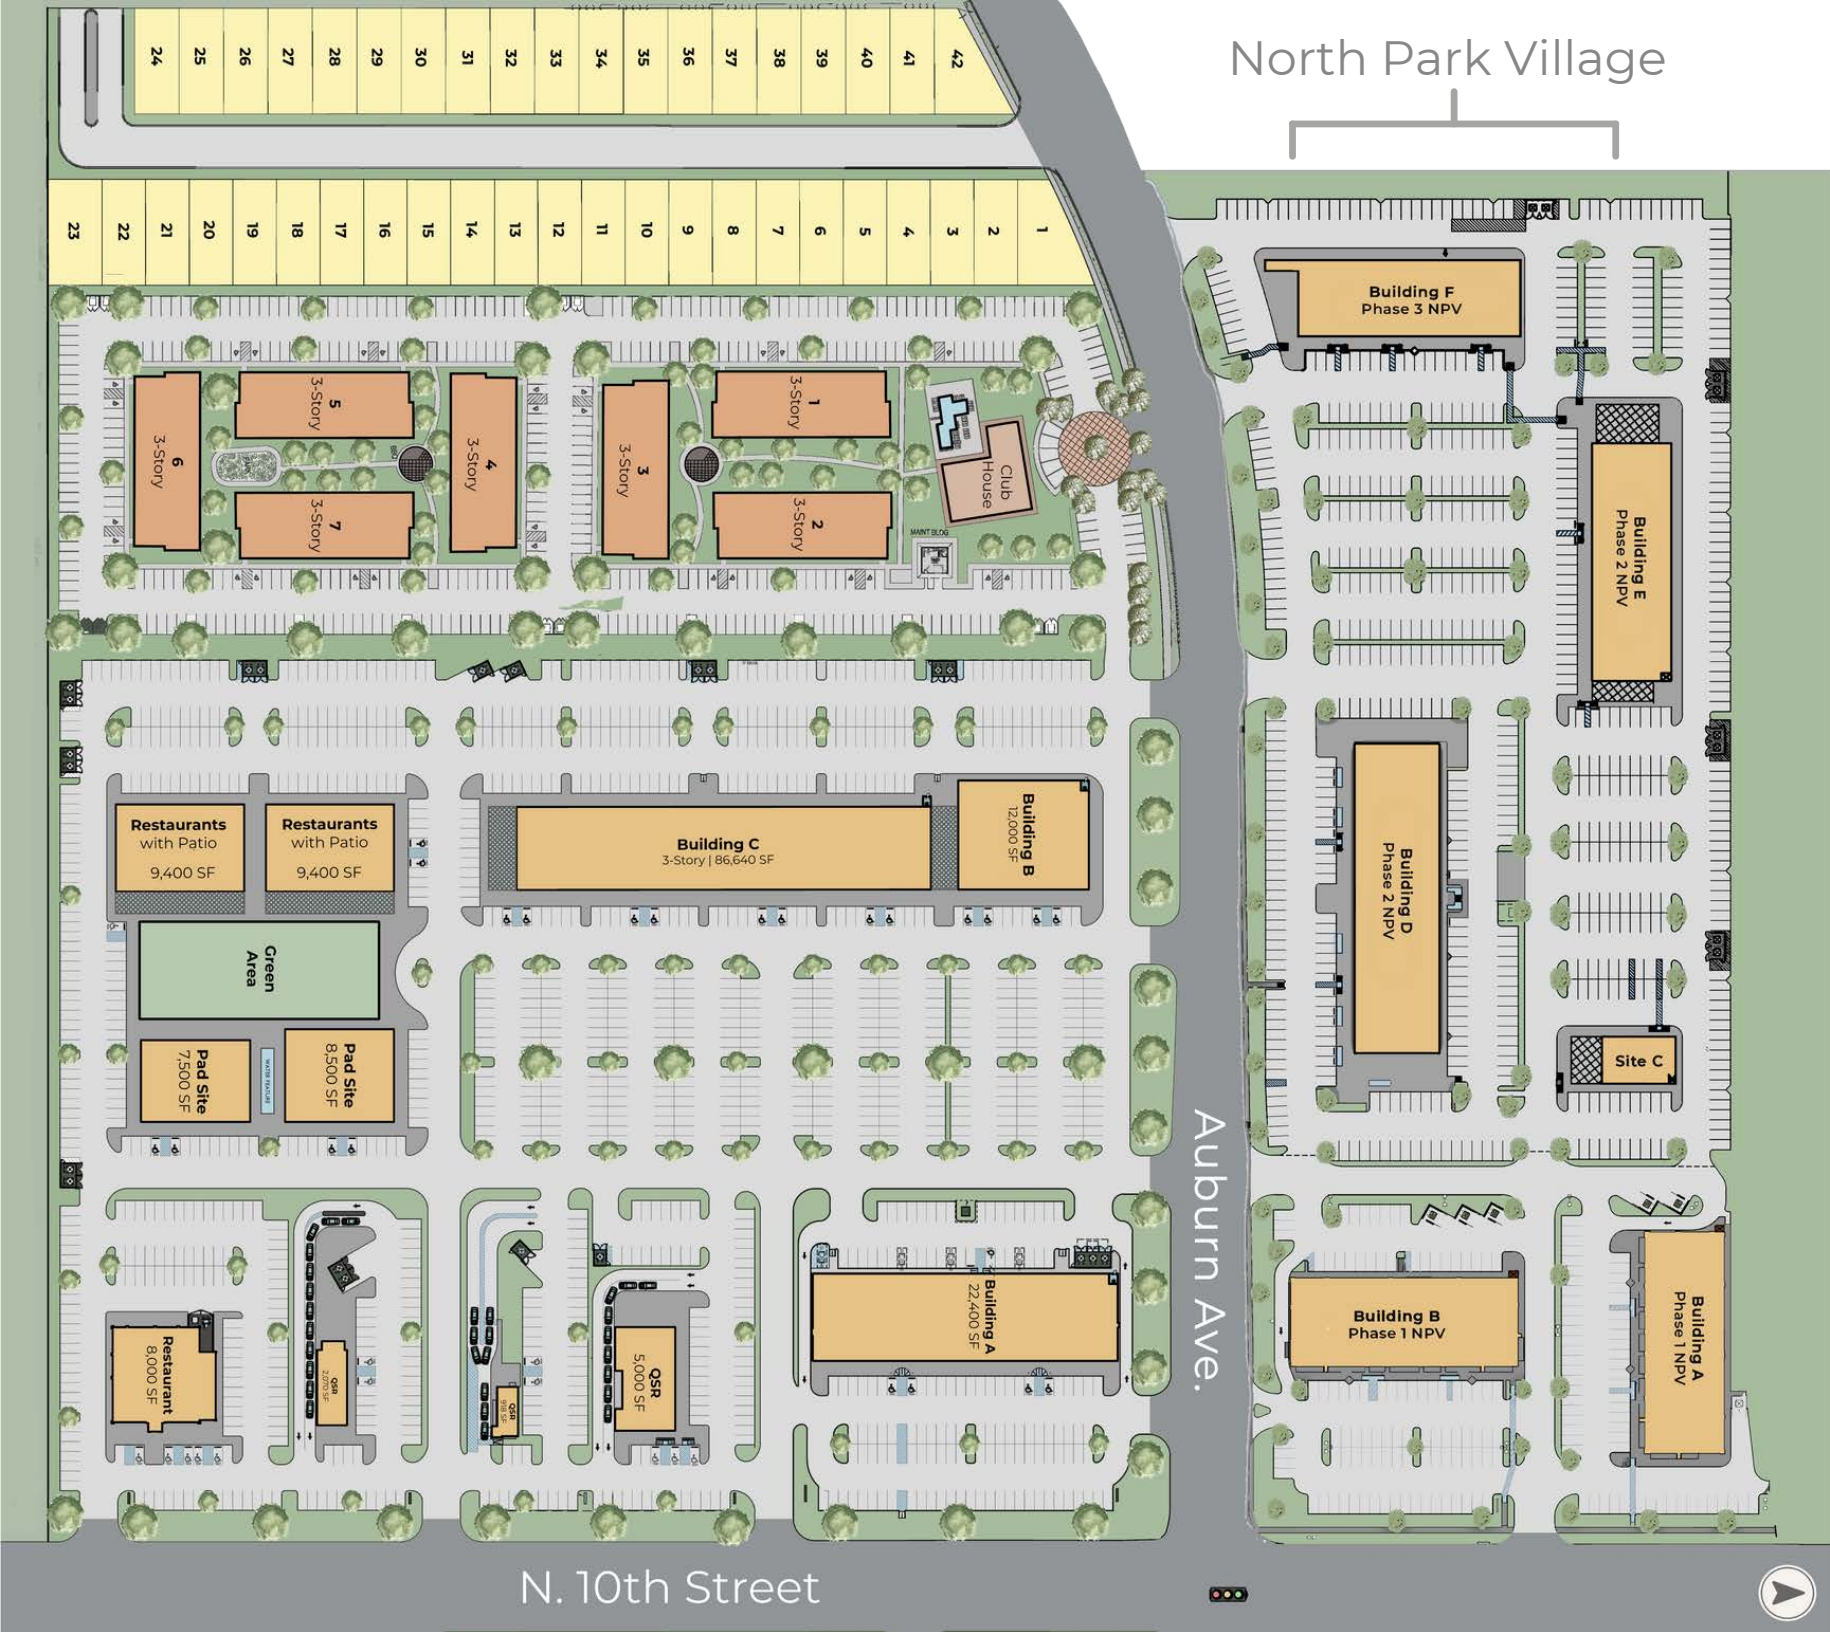 North Park Village
24
25
26
27
28
29
30
31
32
33
34
35
36
37
38
39
40
41
42
23
22
21
20
19
18
17
16
15
14
13
12
11
10
9
8
7
6
5
4
3
2
1
Building F
Phase 3 NPV
6
3-Story
5
3-Story
7
3-Story
4
3-Story
3
3-Story
1
3-Story
2
3-Story
Club
House
MAINT BLDG
Building E
Phase 2 NPV
Restaurants
with Patio
9,400 SF
Restaurants
with Patio
9,400 SF
Building C
3-Story | 86,640 SF
Building B
12,000 SF
Building D
Phase 2 NPV
Green
Area
Pad Site
7,500 SF
WATER FEATURE
Pad Site
8,500 SF
Site C
Auburn Ave.
Restaurant
8,000 SF
QSR
QSR
QSR
5,000 SF
Building A
22,400 SF
Building B
Phase 1 NPV
Building A
Phase 1 NPV
N. 10th Street